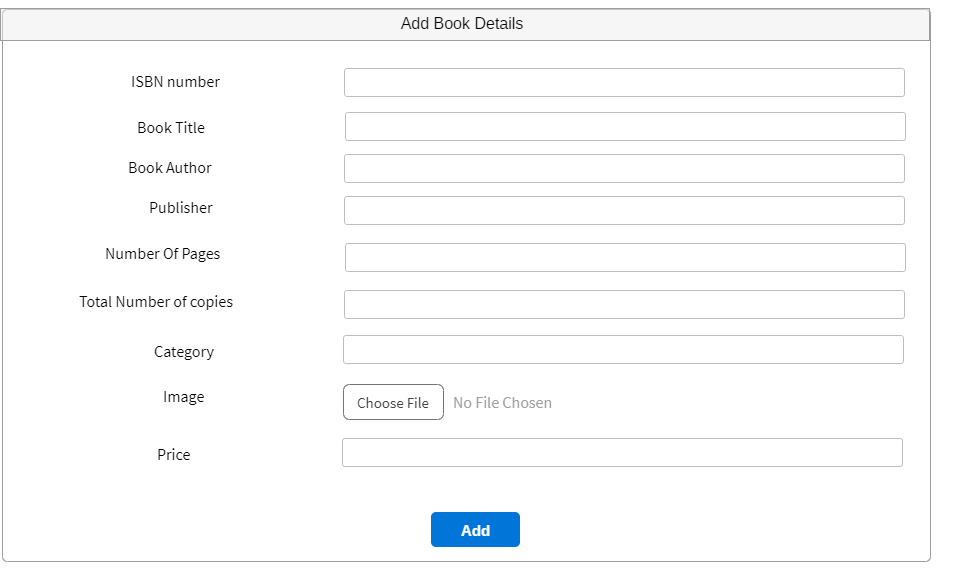 Add Book Details
ISBN number
Book Title
Book Author
Publisher
Number Of Pages
Total Number of copies
Category
Image
Choose File No File Chosen
Price
Add